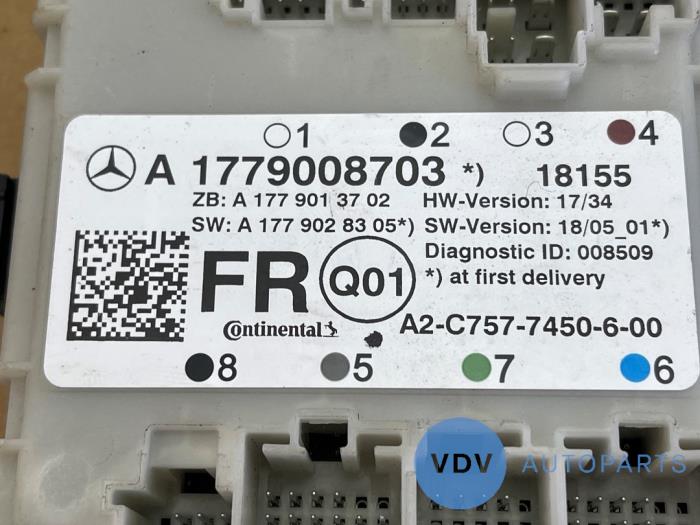 1 2 3 4
A 1779008703 *) 18155
ZB: A 177 901 37 02 HW-Version: 17/34
SW: A 177 902 83 05*) SW-Version: 18/05_01*)
Diagnostic ID: 008509
FR Q01 *) at first delivery
Continental A2-C757-7450-6-00
8 5 7 6
VDV AUTOPARTS